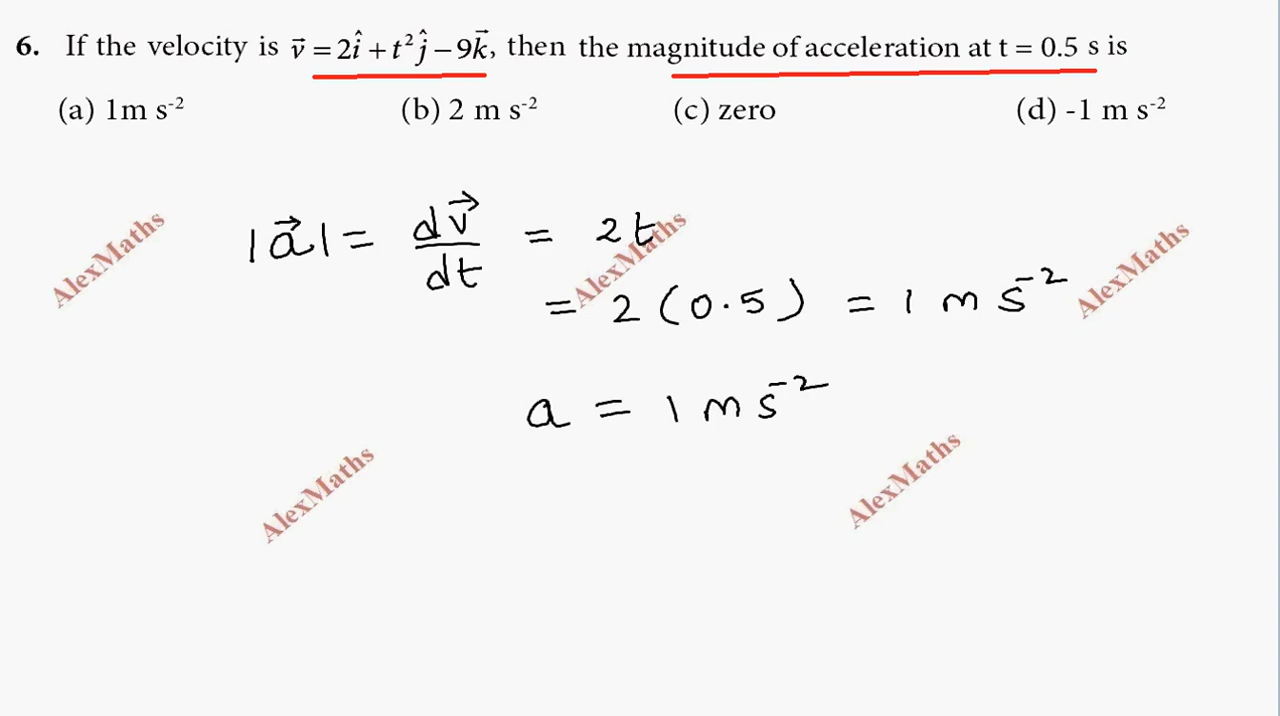 6. If the velocity is v⃗ = 2î + t²ĵ − 9k⃗, then the magnitude of acceleration at t = 0.5 s is
(a) 1m s⁻² (b) 2 m s⁻² (c) zero (d) -1 m s⁻²
|a⃗| = dv⃗/dt = 2t
= 2(0.5) = 1 m s⁻²
a = 1 m s⁻²
AlexMaths
AlexMaths
AlexMaths
AlexMaths
AlexMaths